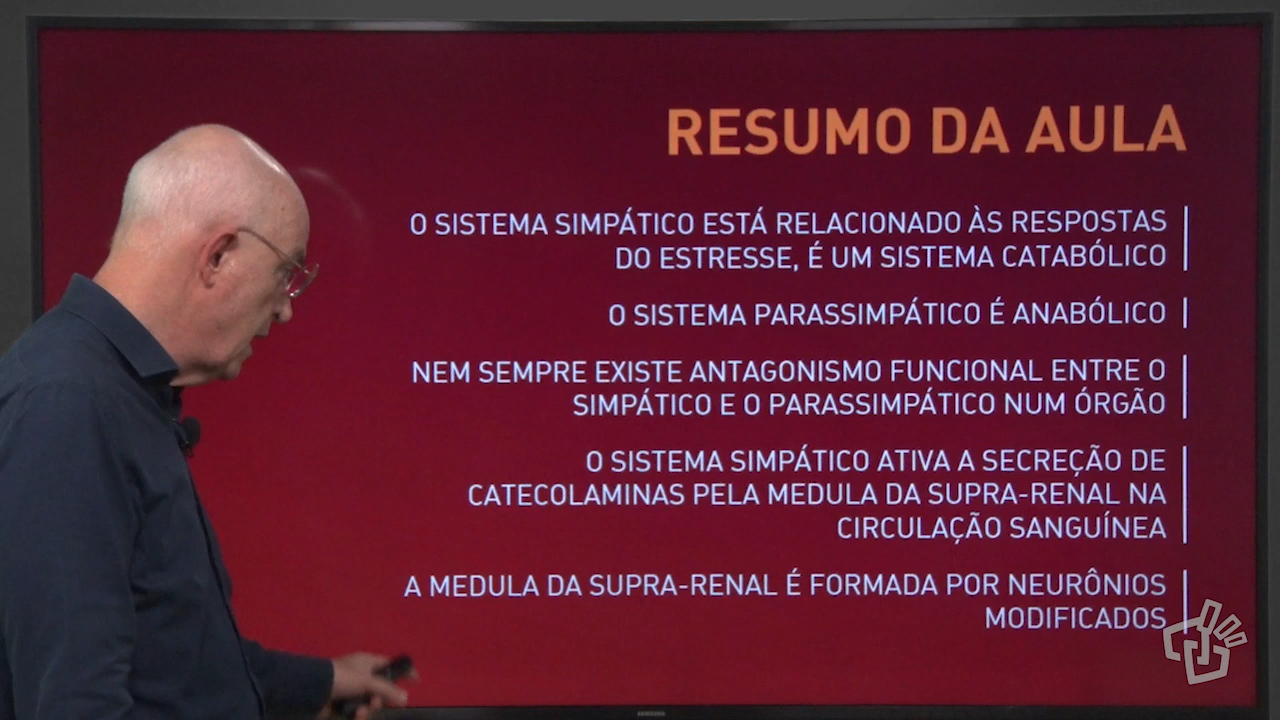 RESUMO DA AULA
O SISTEMA SIMPÁTICO ESTÁ RELACIONADO ÀS RESPOSTAS
DO ESTRESSE, É UM SISTEMA CATABÓLICO
O SISTEMA PARASSIMPÁTICO É ANABÓLICO
NEM SEMPRE EXISTE ANTAGONISMO FUNCIONAL ENTRE O
SIMPÁTICO E O PARASSIMPÁTICO NUM ÓRGÃO
O SISTEMA SIMPÁTICO ATIVA A SECREÇÃO DE
CATECOLAMINAS PELA MEDULA DA SUPRA-RENAL NA
CIRCULAÇÃO SANGUÍNEA
A MEDULA DA SUPRA-RENAL É FORMADA POR NEURÔNIOS
MODIFICADOS
SAMSUNG